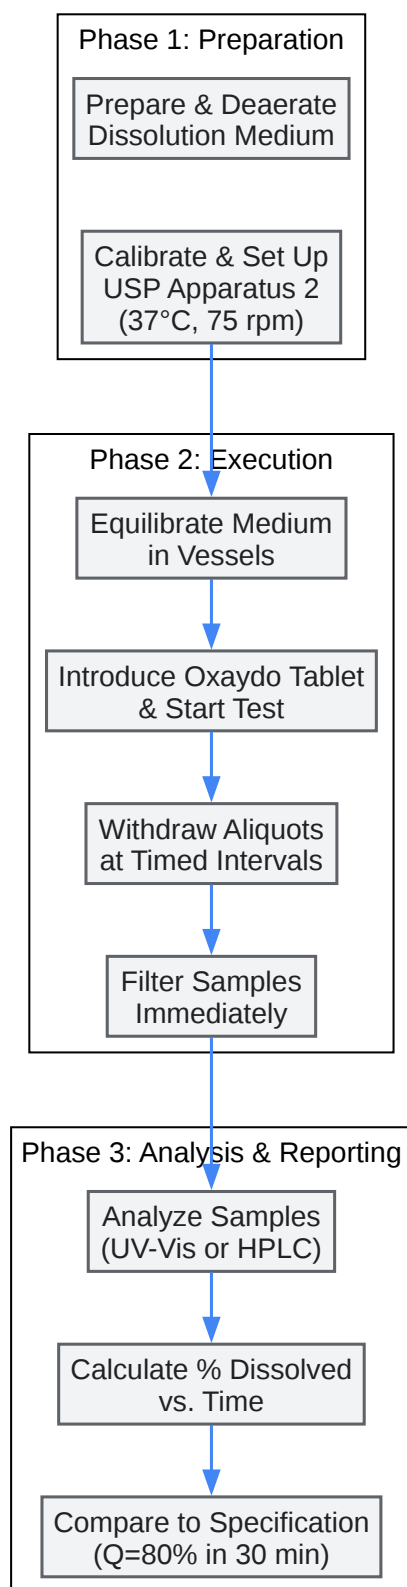 Phase 1: Preparation
Prepare & Deaerate
Dissolution Medium
Calibrate & Set Up
USP Apparatus 2
(37°C, 75 rpm)
Phase 2: Execution
Equilibrate Medium
in Vessels
Introduce Oxaydo Tablet
& Start Test
Withdraw Aliquots
at Timed Intervals
Filter Samples
Immediately
Phase 3: Analysis & Reporting
Analyze Samples
(UV-Vis or HPLC)
Calculate % Dissolved
vs. Time
Compare to Specification
(Q=80% in 30 min)